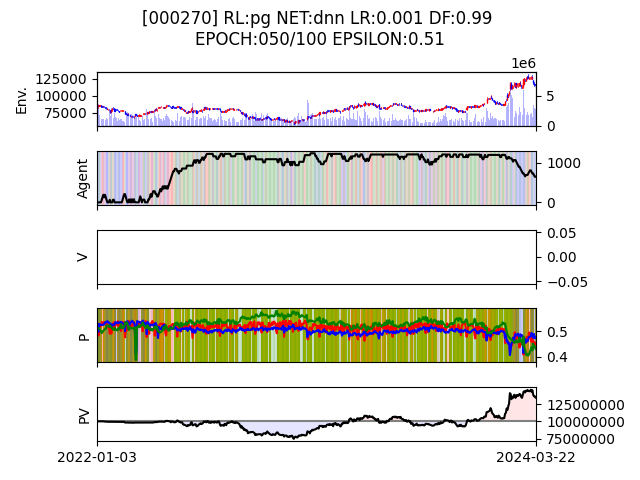 [000270] RL:pg NET:dnn LR:0.001 DF:0.99
EPOCH:050/100 EPSILON:0.51
1e6
Env.
125000
100000
75000
5
0
Agent
1000
0
V
0.05
0.00
−0.05
P
0.5
0.4
PV
125000000
100000000
75000000
2022-01-03
2024-03-22